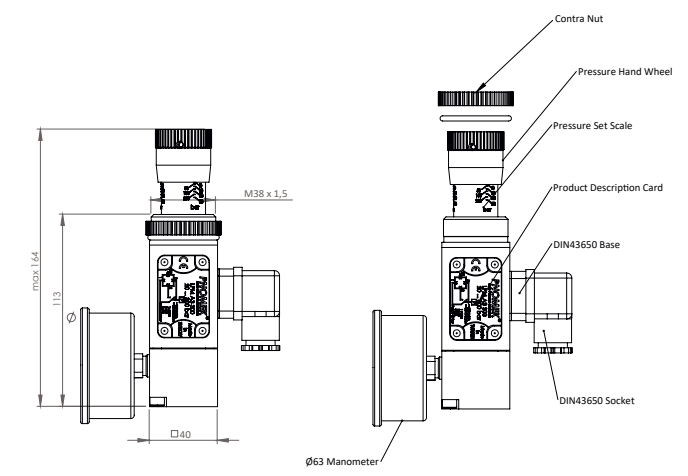 Contra Nut
Pressure Hand Wheel
Pressure Set Scale
M38 x 1,5
Product Description Card
max 164
113
DIN43650 Base
Ø
□40
DIN43650 Socket
Ø63 Manometer